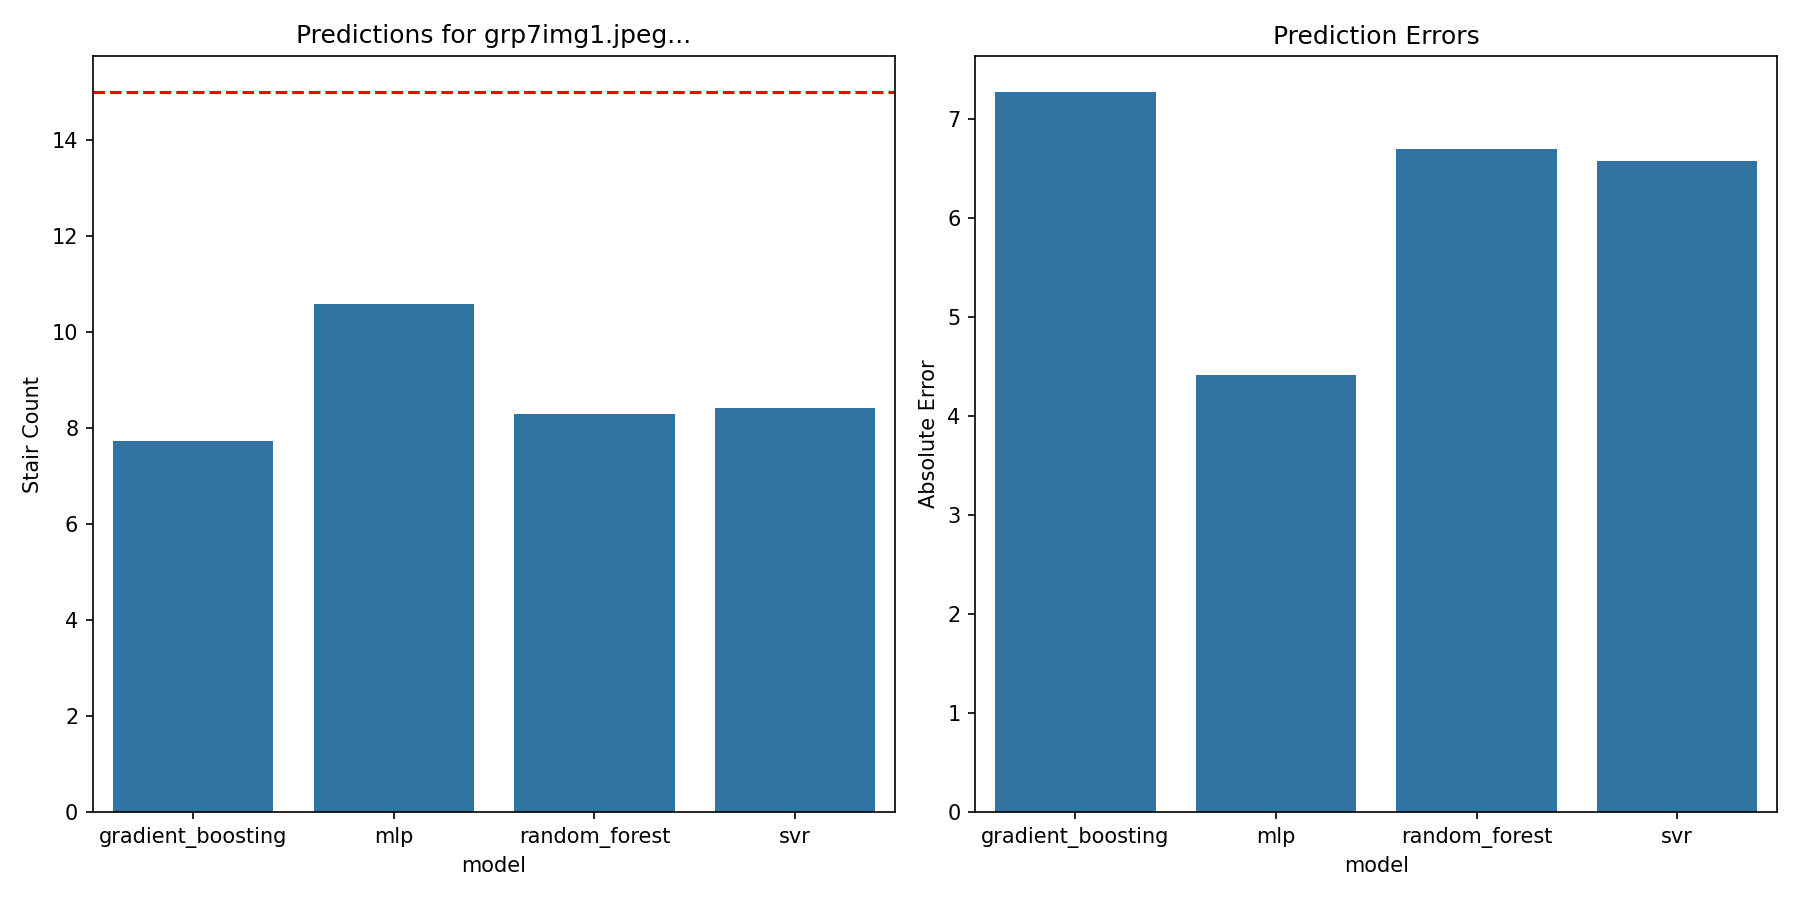 Predictions for grp7img1.jpeg...
Stair Count
14
12
10
8
6
4
2
0
gradient_boosting mlp random_forest svr
model
Prediction Errors
Absolute Error
7
6
5
4
3
2
1
0
gradient_boosting mlp random_forest svr
model